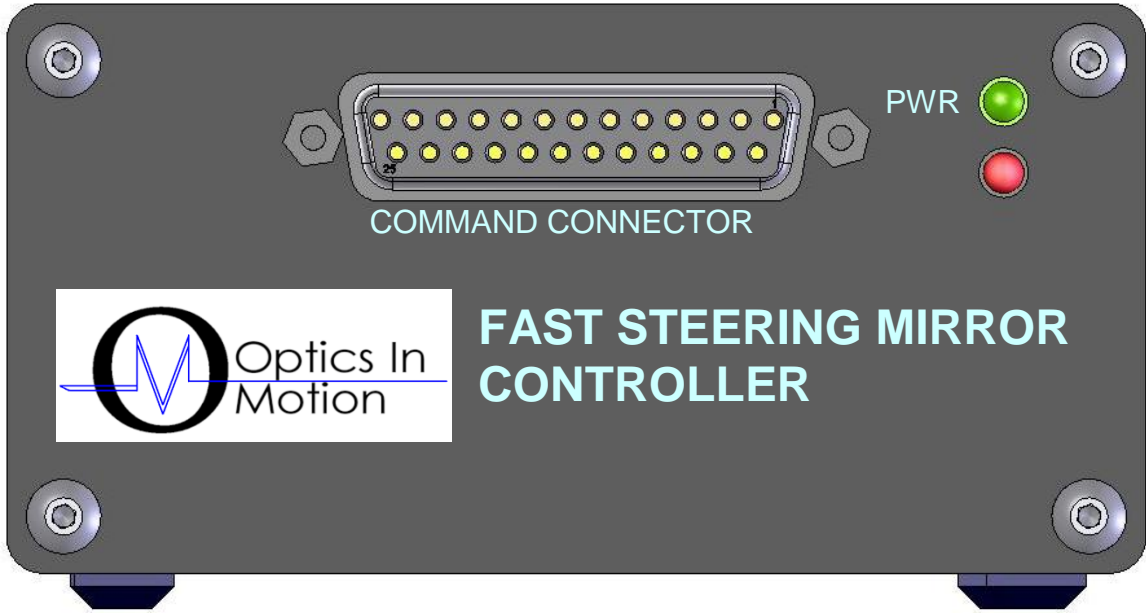 1
PWR
25
COMMAND CONNECTOR
Optics In
Motion
FAST STEERING MIRROR
CONTROLLER